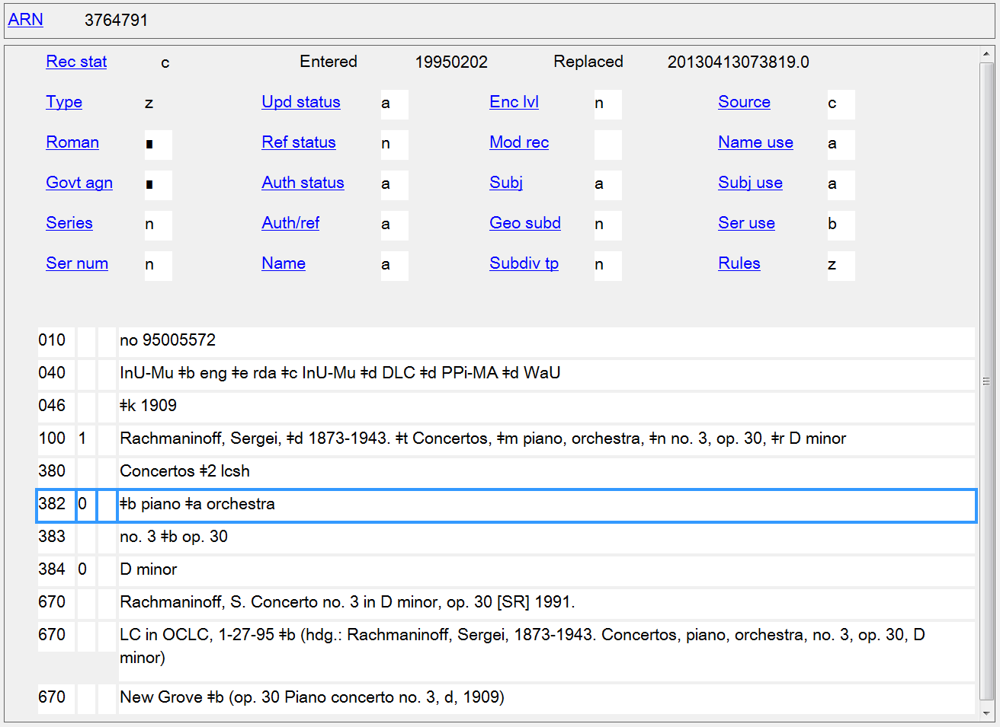 ARN 3764791
Rec stat c Entered 19950202 Replaced 20130413073819.0
Type z Upd status a Enc lvl n Source c
Roman ∎ Ref status n Mod rec Name use a
Govt agn ∎ Auth status a Subj a Subj use a
Series n Auth/ref a Geo subd n Ser use b
Ser num n Name a Subdiv tp n Rules z
010 no 95005572
040 InU-Mu ǂb eng ǂe rda ǂc InU-Mu ǂd DLC ǂd PPi-MA ǂd WaU
046 ǂk 1909
100 1 Rachmaninoff, Sergei, ǂd 1873-1943. ǂt Concertos, ǂm piano, orchestra, ǂn no. 3, op. 30, ǂr D minor
380 Concertos ǂ2 lcsh
382 0 ǂb piano ǂa orchestra
383 no. 3 ǂb op. 30
384 0 D minor
670 Rachmaninoff, S. Concerto no. 3 in D minor, op. 30 [SR] 1991.
670 LC in OCLC, 1-27-95 ǂb (hdg.: Rachmaninoff, Sergei, 1873-1943. Concertos, piano, orchestra, no. 3, op. 30, D
minor)
670 New Grove ǂb (op. 30 Piano concerto no. 3, d, 1909)